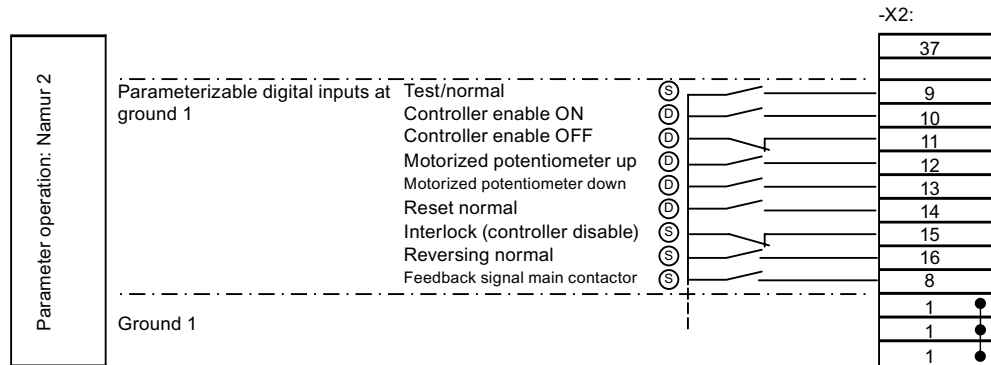 -X2:
37
Parameter operation: Namur 2
Parameterizable digital inputs at
ground 1
Test/normal S 9
Controller enable ON D 10
Controller enable OFF D 11
Motorized potentiometer up D 12
Motorized potentiometer down D 13
Reset normal D 14
Interlock (controller disable) S 15
Reversing normal S 16
Feedback signal main contactor S 8
Ground 1
1
1
1